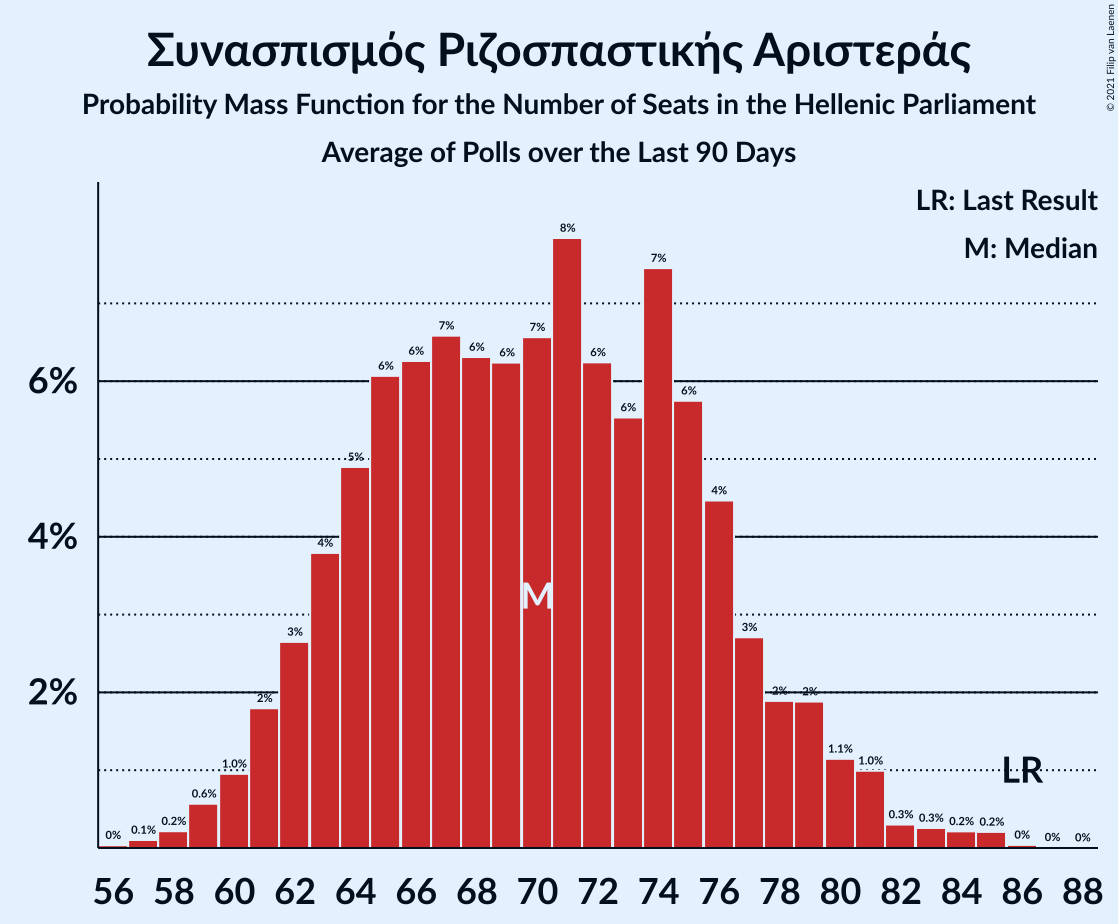 Συνασπισμός Ριζοσπαστικής Αριστεράς
Probability Mass Function for the Number of Seats in the Hellenic Parliament
Average of Polls over the Last 90 Days
© 2021 Filip van Laenen
LR: Last Result
M: Median
6%
4%
2%
0% 0.1% 0.2% 0.6% 1.0% 2% 3% 4% 5% 6% 6% 7% 6% 6% 7% 8% 6% 6% 7% 6% 4% 3% 2% 2% 1.1% 1.0% 0.3% 0.3% 0.2% 0.2% 0% 0% 0%
M
LR
56 58 60 62 64 66 68 70 72 74 76 78 80 82 84 86 88